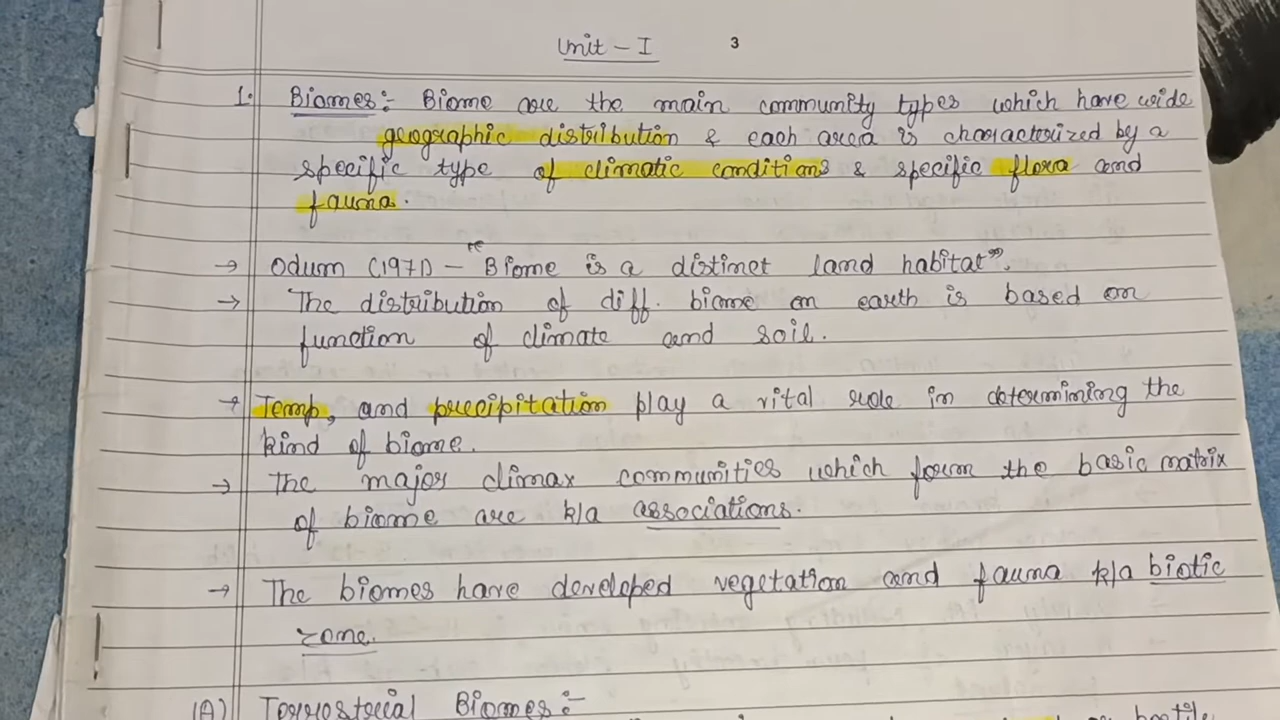 Unit - I 3
1. Biomes:- Biome are the main community types which have wide
geographic distribution & each area is characterized by a
specific type of climatic conditions & specific flora and
fauna.
→ Odum (1971) - "Biome is a distinct land habitat".
→ The distribution of diff. biome on earth is based on
function of climate and soil.
→ Temp, and precipitation play a vital role in determining the
kind of biome.
→ The major climax communities which form the basic matrix
of biome are k/a associations.
→ The biomes have developed vegetation and fauna k/a biotic
zone.
(A) Terrostrial Biomes:-